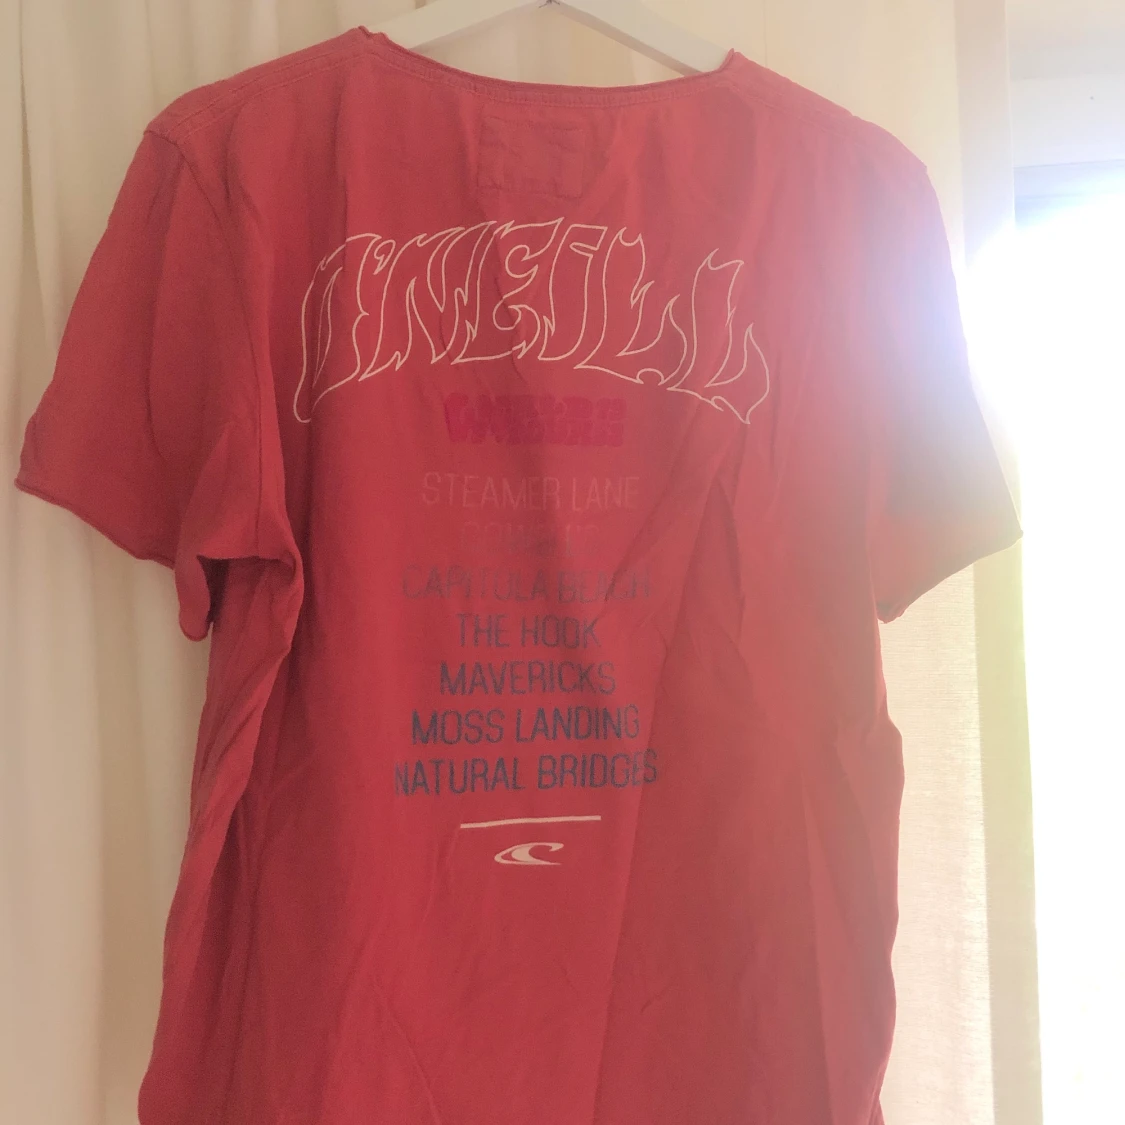 O'NEILL
STEAMER LANE
CAPITOLA BEACH
THE HOOK
MAVERICKS
MOSS LANDING
NATURAL BRIDGES